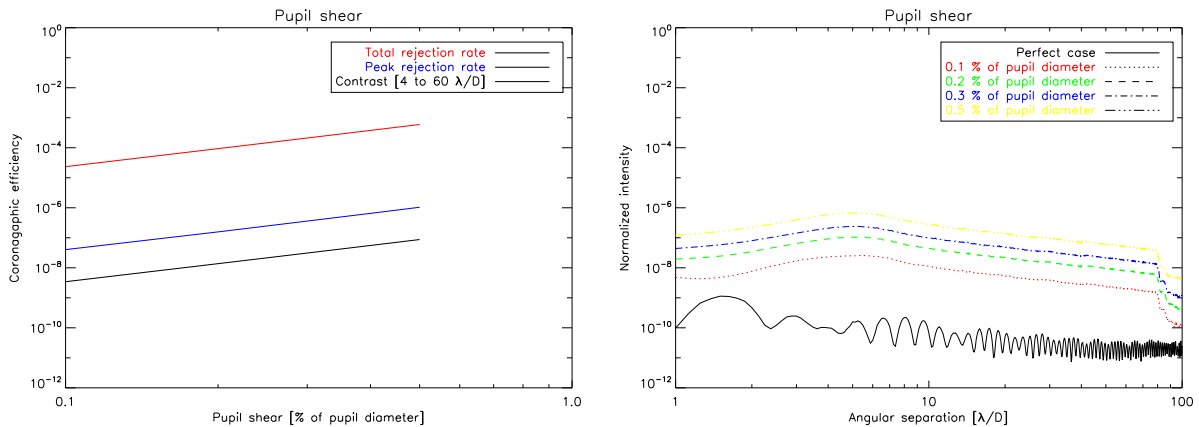 Pupil shear
Total rejection rate
Peak rejection rate
Contrast [4 to 60 λ/D]
10^0
10^-2
10^-4
10^-6
10^-8
10^-10
10^-12
Coronagaphic efficiency
0.1
1.0
Pupil shear [% of pupil diameter]
Pupil shear
Perfect case
0.1 % of pupil diameter
0.2 % of pupil diameter
0.3 % of pupil diameter
0.5 % of pupil diameter
10^0
10^-2
10^-4
10^-6
10^-8
10^-10
10^-12
Normalized intensity
1
10
100
Angular separation [λ/D]